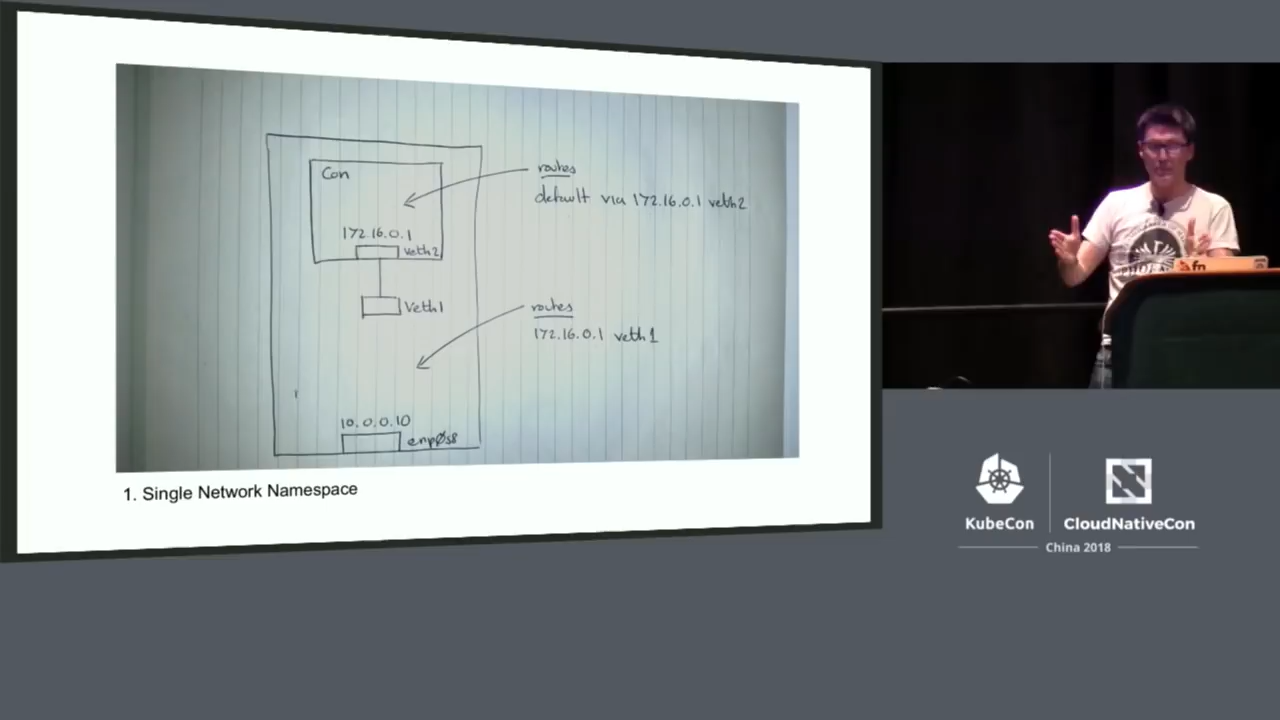 Con
172.16.0.1
veth2
Veth1
10.0.0.10
enp0s8
routes
default via 172.16.0.1 veth2
routes
172.16.0.1 veth1
1. Single Network Namespace
fn
KubeCon
CloudNativeCon
China 2018